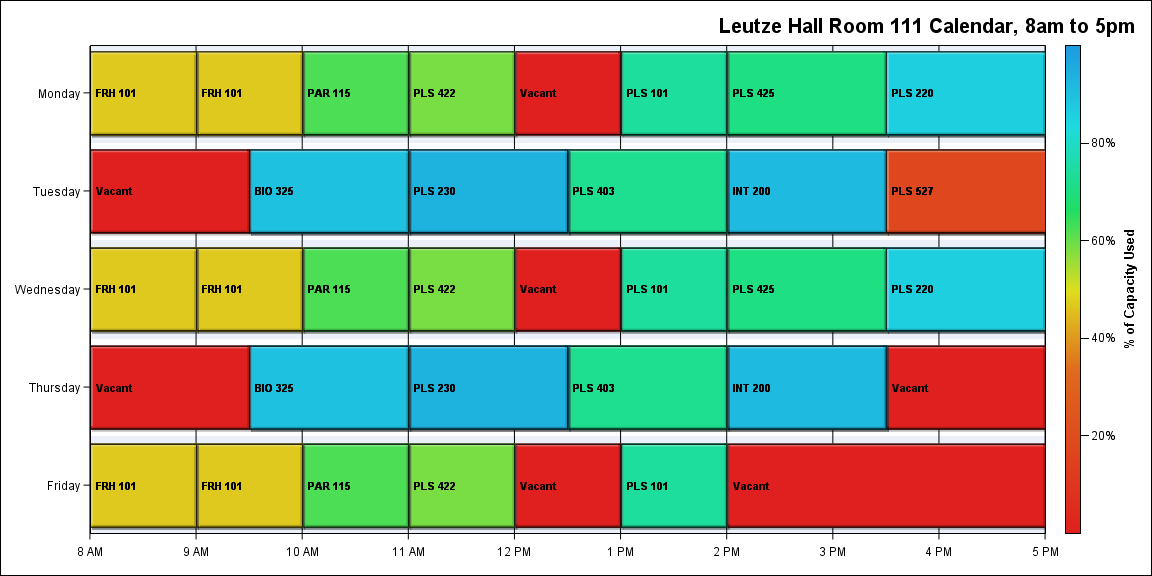 Leutze Hall Room 111 Calendar, 8am to 5pm
Monday
FRH 101
FRH 101
PAR 115
PLS 422
Vacant
PLS 101
PLS 425
PLS 220
Tuesday
Vacant
BIO 325
PLS 230
PLS 403
INT 200
PLS 527
Wednesday
FRH 101
FRH 101
PAR 115
PLS 422
Vacant
PLS 101
PLS 425
PLS 220
Thursday
Vacant
BIO 325
PLS 230
PLS 403
INT 200
Vacant
Friday
FRH 101
FRH 101
PAR 115
PLS 422
Vacant
PLS 101
Vacant
8 AM
9 AM
10 AM
11 AM
12 PM
1 PM
2 PM
3 PM
4 PM
5 PM
80%
60%
40%
20%
% of Capacity Used